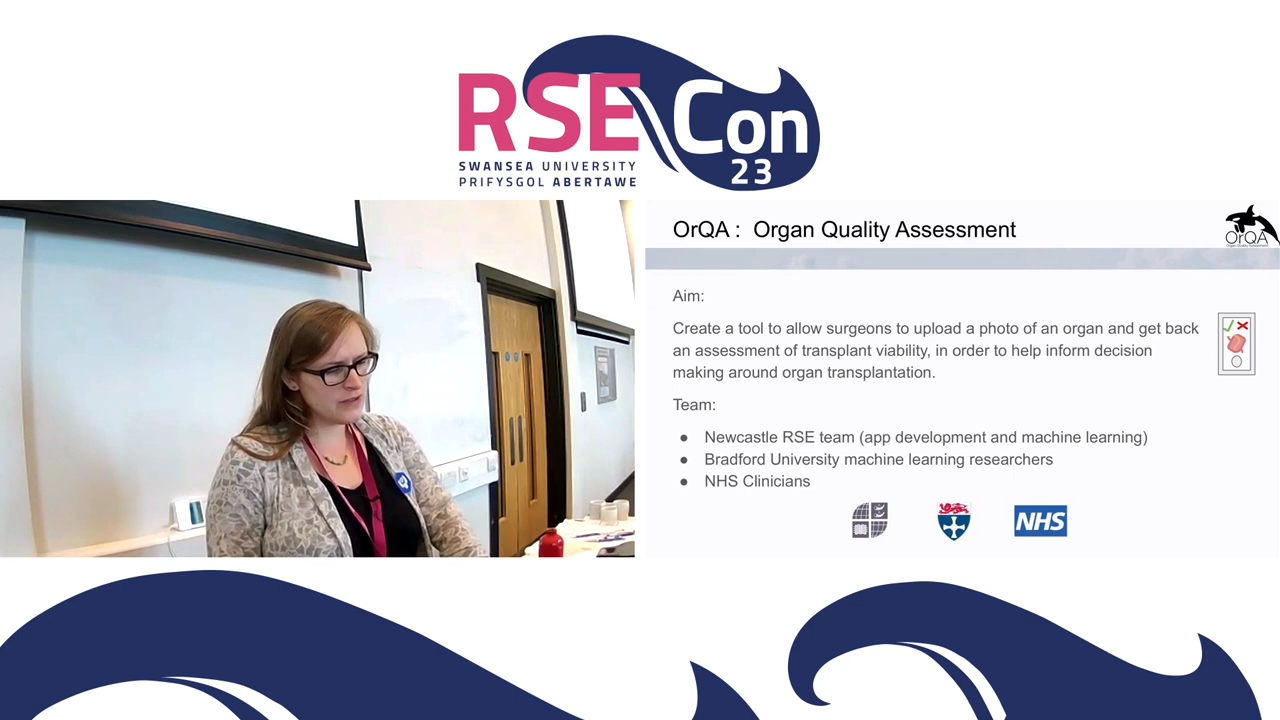 RSE Con
23
SWANSEA UNIVERSITY
PRIFYSGOL ABERTAWE
OrQA : Organ Quality Assessment
OrQA
Organ Quality Assessment
Aim:
Create a tool to allow surgeons to upload a photo of an organ and get back
an assessment of transplant viability, in order to help inform decision
making around organ transplantation.
Team:
● Newcastle RSE team (app development and machine learning)
● Bradford University machine learning researchers
● NHS Clinicians
NHS